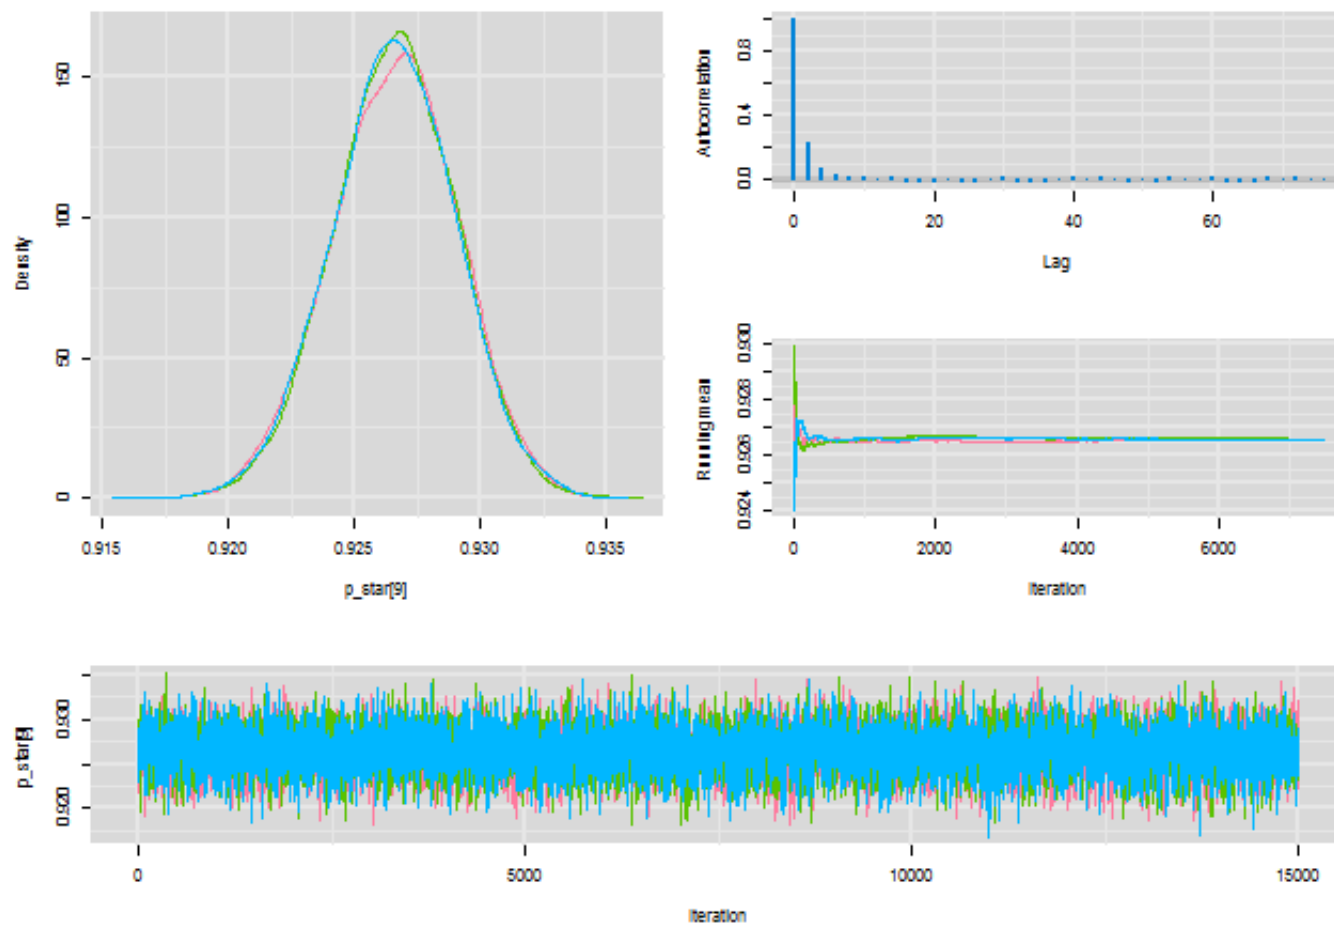 150
100
50
0
Density
0.915 0.920 0.925 0.930 0.935
p_star[9]
0.8
0.4
0.0
Autocorrelation
0 20 40 60
Lag
0.930
0.928
0.926
0.924
Running mean
0 2000 4000 6000
Iteration
0.930
0.920
p_star[9]
0 5000 10000 15000
Iteration